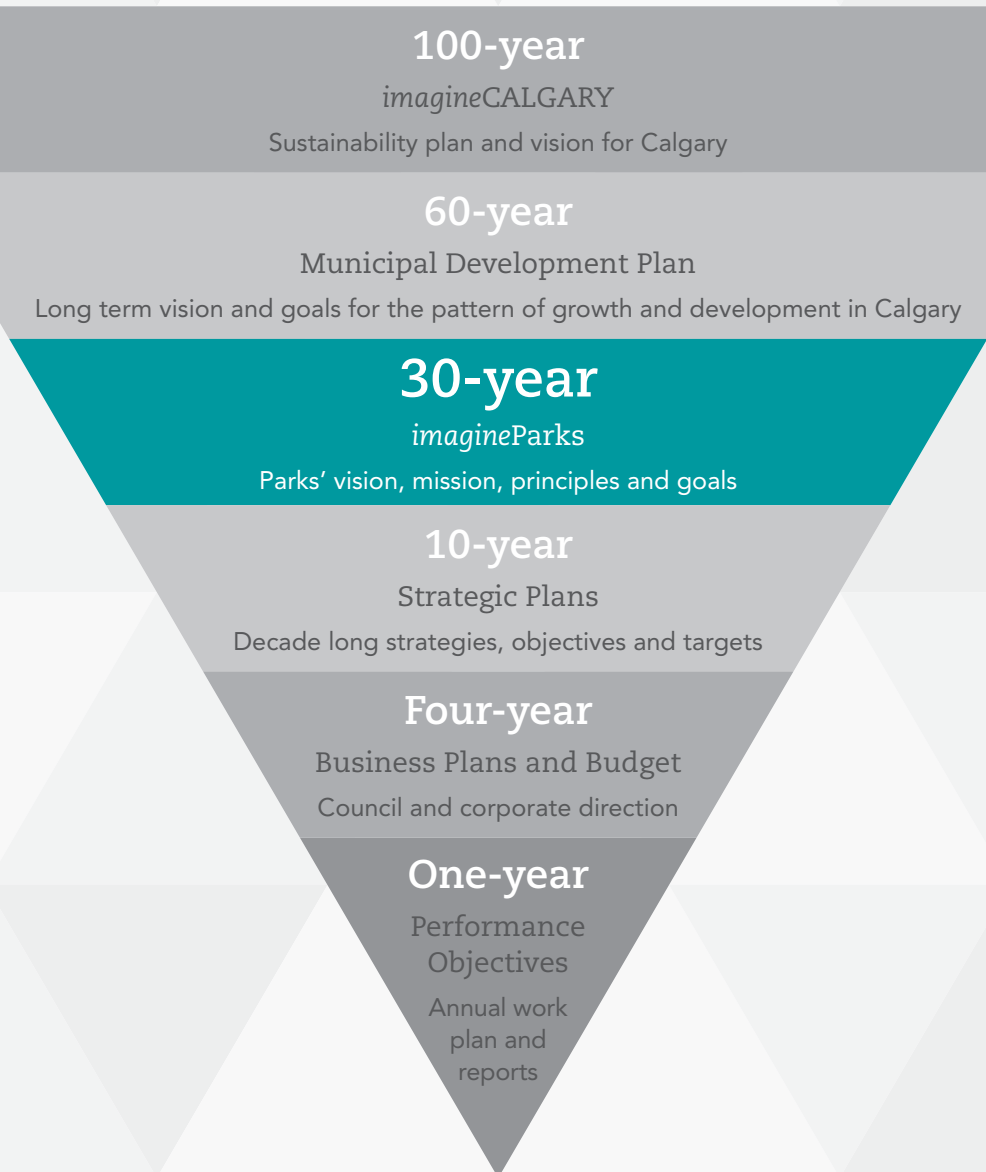 100-year
imagineCALGARY
Sustainability plan and vision for Calgary
60-year
Municipal Development Plan
Long term vision and goals for the pattern of growth and development in Calgary
30-year
imagineParks
Parks’ vision, mission, principles and goals
10-year
Strategic Plans
Decade long strategies, objectives and targets
Four-year
Business Plans and Budget
Council and corporate direction
One-year
Performance
Objectives
Annual work
plan and
reports